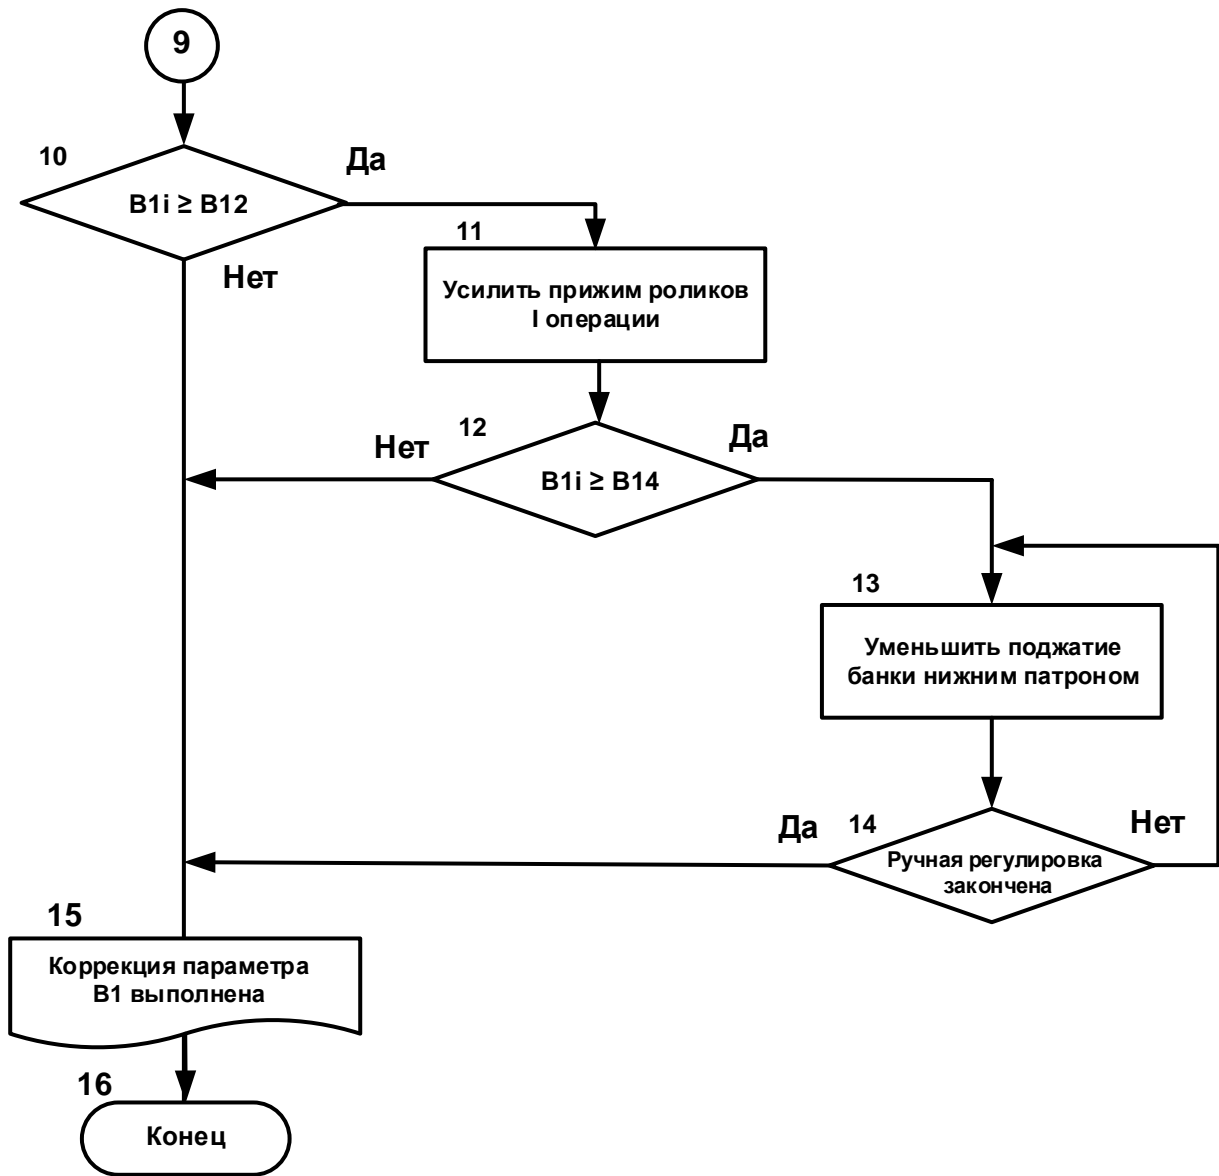 9
10
Да
B1i ≥ B12
Нет
11
Усилить прижим роликов
I операции
12
Нет
Да
B1i ≥ B14
13
Уменьшить поджатие
банки нижним патроном
Да
14
Нет
Ручная регулировка
закончена
15
Коррекция параметра
B1 выполнена
16
Конец